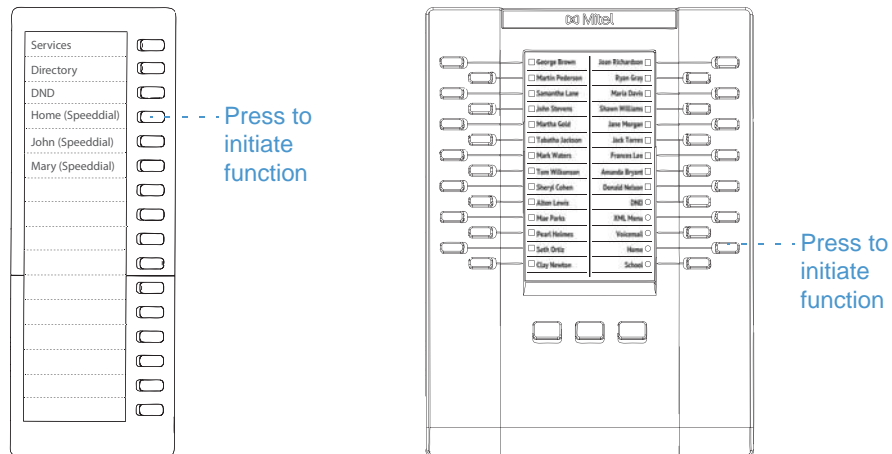 Services
Directory
DND
Home (Speeddial)
John (Speeddial)
Mary (Speeddial)
Press to
initiate
function
Mitel
George Brown Joan Richardson
Martin Pederson Ryan Gray
Samantha Lane Maria Davis
John Stevens Shawn Williams
Martha Gold Jane Morgan
Tabatha Jackson Jack Torres
Mark Waters Frances Lee
Tom Wilkenson Amanda Bryant
Sheryl Cohen Donald Nelson
Alton Lewis DND
Mae Parks XML Menu
Pearl Holmes Voicemail
Seth Ortiz Home
Clay Newton School
Press to
initiate
function